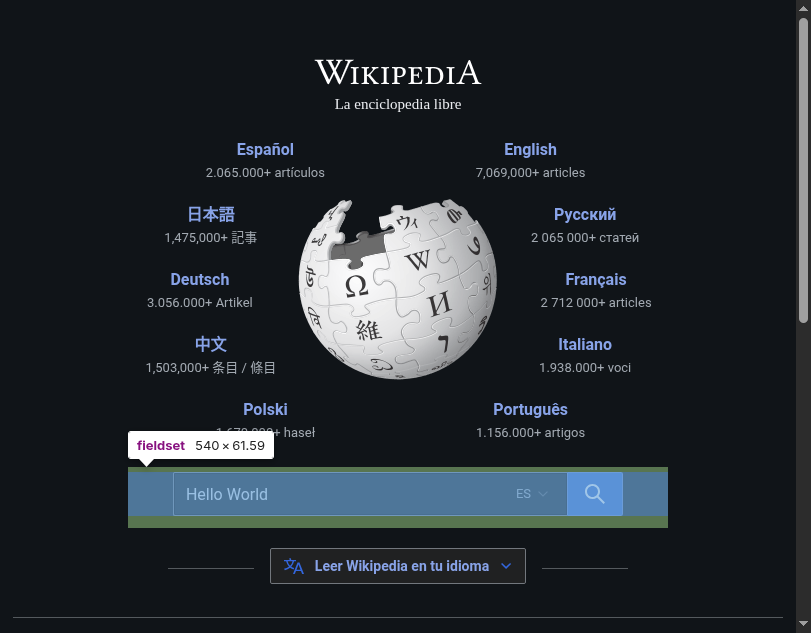 WIKIPEDIA
La enciclopedia libre
Español
2.065.000+ artículos
English
7,069,000+ articles
日本語
1,475,000+ 記事
Русский
2 065 000+ статей
Deutsch
3.056.000+ Artikel
Français
2 712 000+ articles
中文
1,503,000+ 条目 / 條目
Italiano
1.938.000+ voci
Polski
haseł
Português
1.156.000+ artigos
fieldset 540 × 61.59
Hello World
ES
Leer Wikipedia en tu idioma
Ω
W
И
維
ウィ